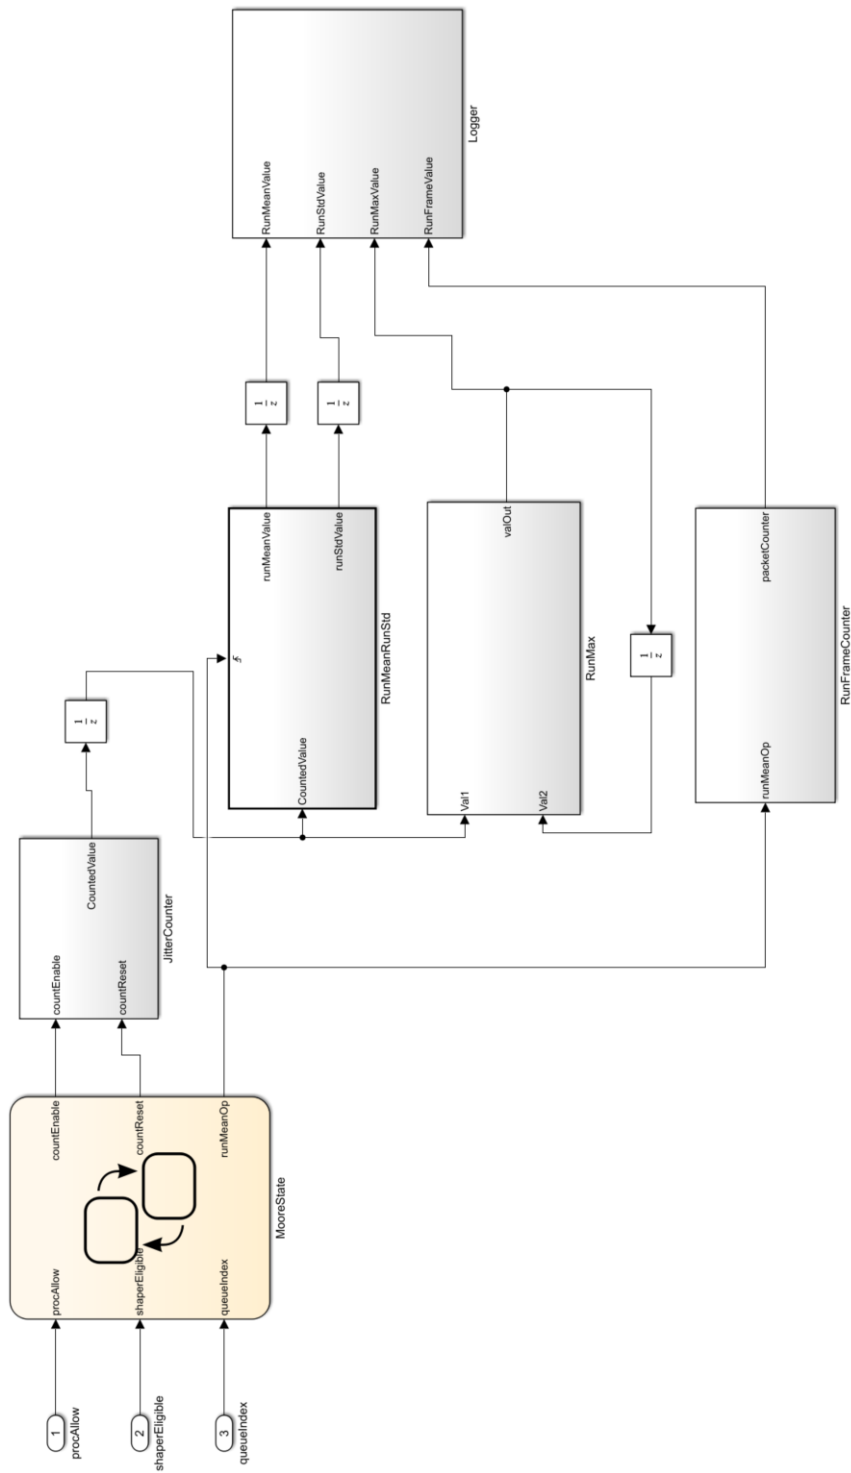 1
procAllow
2
shaperEligible
3
queueIndex
procAllow
shaperEligible
queueIndex
countEnable
countReset
runMeanOp
MooreState
countEnable
countReset
CountedValue
JitterCounter
1
z
CountedValue
runMeanValue
runStdValue
RunMeanRunStd
Val1
Val2
valOut
RunMax
1
z
runMeanOp
packetCounter
RunFrameCounter
1
z
1
z
RunMeanValue
RunStdValue
RunMaxValue
RunFrameValue
Logger